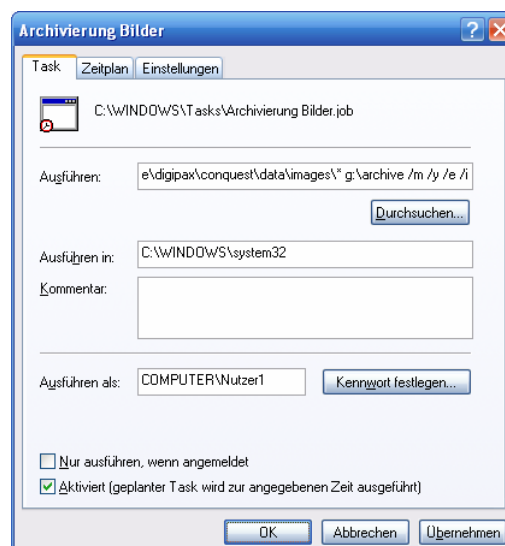 Archivierung Bilder
Task Zeitplan Einstellungen
C:\WINDOWS\Tasks\Archivierung Bilder.job
Ausführen: e\digipax\conquest\data\images\* g:\archive /m /y /e /i
Durchsuchen...
Ausführen in: C:\WINDOWS\system32
Kommentar:
Ausführen als: COMPUTER\Nutzer1 Kennwort festlegen...
Nur ausführen, wenn angemeldet
Aktiviert (geplanter Task wird zur angegebenen Zeit ausgeführt)
OK Abbrechen Übernehmen